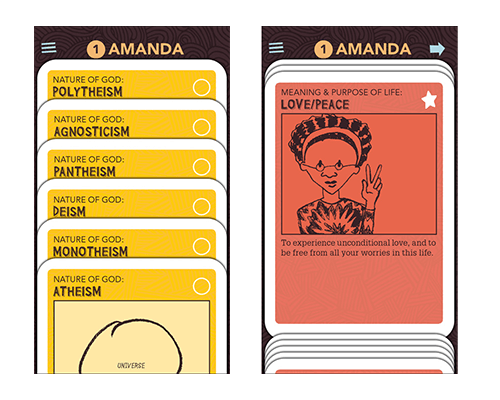 1 AMANDA
NATURE OF GOD:
POLYTHEISM
NATURE OF GOD:
AGNOSTICISM
NATURE OF GOD:
PANTHEISM
NATURE OF GOD:
DEISM
NATURE OF GOD:
MONOTHEISM
NATURE OF GOD:
ATHEISM
UNIVERSE
1 AMANDA
MEANING & PURPOSE OF LIFE:
LOVE/PEACE
To experience unconditional love, and to
be free from all your worries in this life.